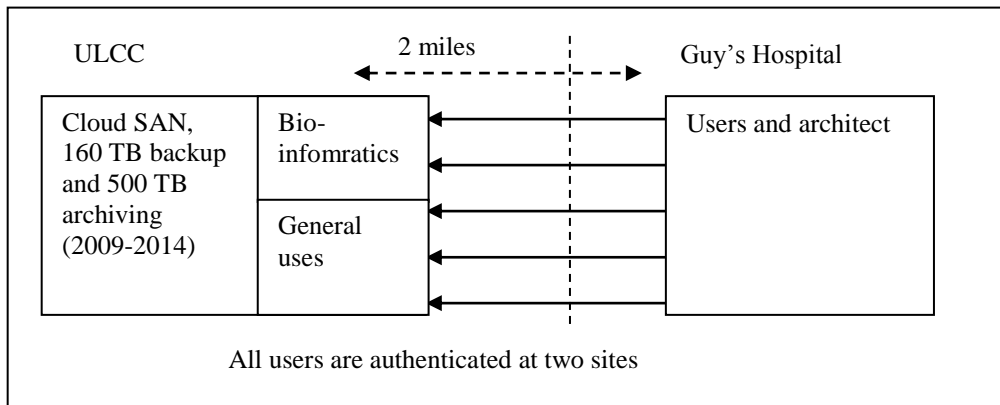 ULCC
2 miles
Guy's Hospital
Cloud SAN,
160 TB backup
and 500 TB
archiving
(2009-2014)
Bio-
infomratics
General
uses
Users and architect
All users are authenticated at two sites